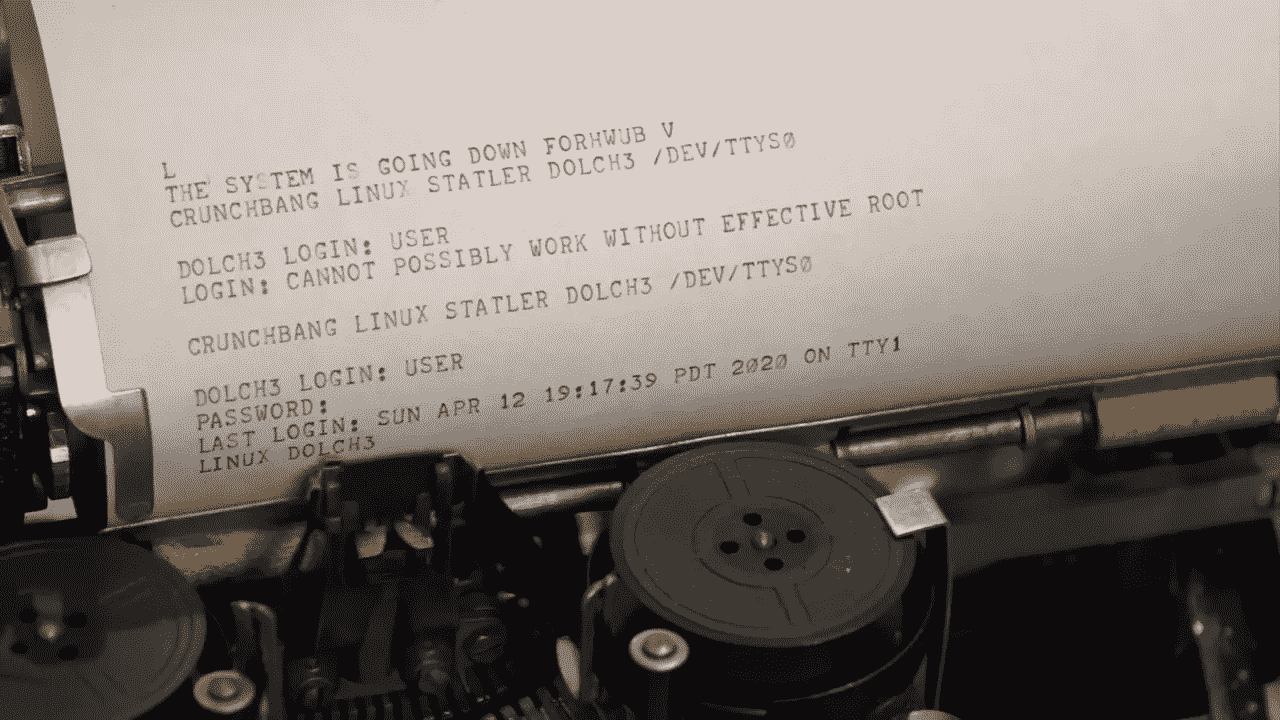 L
THE SYSTEM IS GOING DOWN FORHWUB V
CRUNCHBANG LINUX STATLER DOLCH3 /DEV/TTYS0
DOLCH3 LOGIN: USER
LOGIN: CANNOT POSSIBLY WORK WITHOUT EFFECTIVE ROOT
CRUNCHBANG LINUX STATLER DOLCH3 /DEV/TTYS0
DOLCH3 LOGIN: USER
PASSWORD:
LAST LOGIN: SUN APR 12 19:17:39 PDT 2020 ON TTY1
LINUX DOLCH3